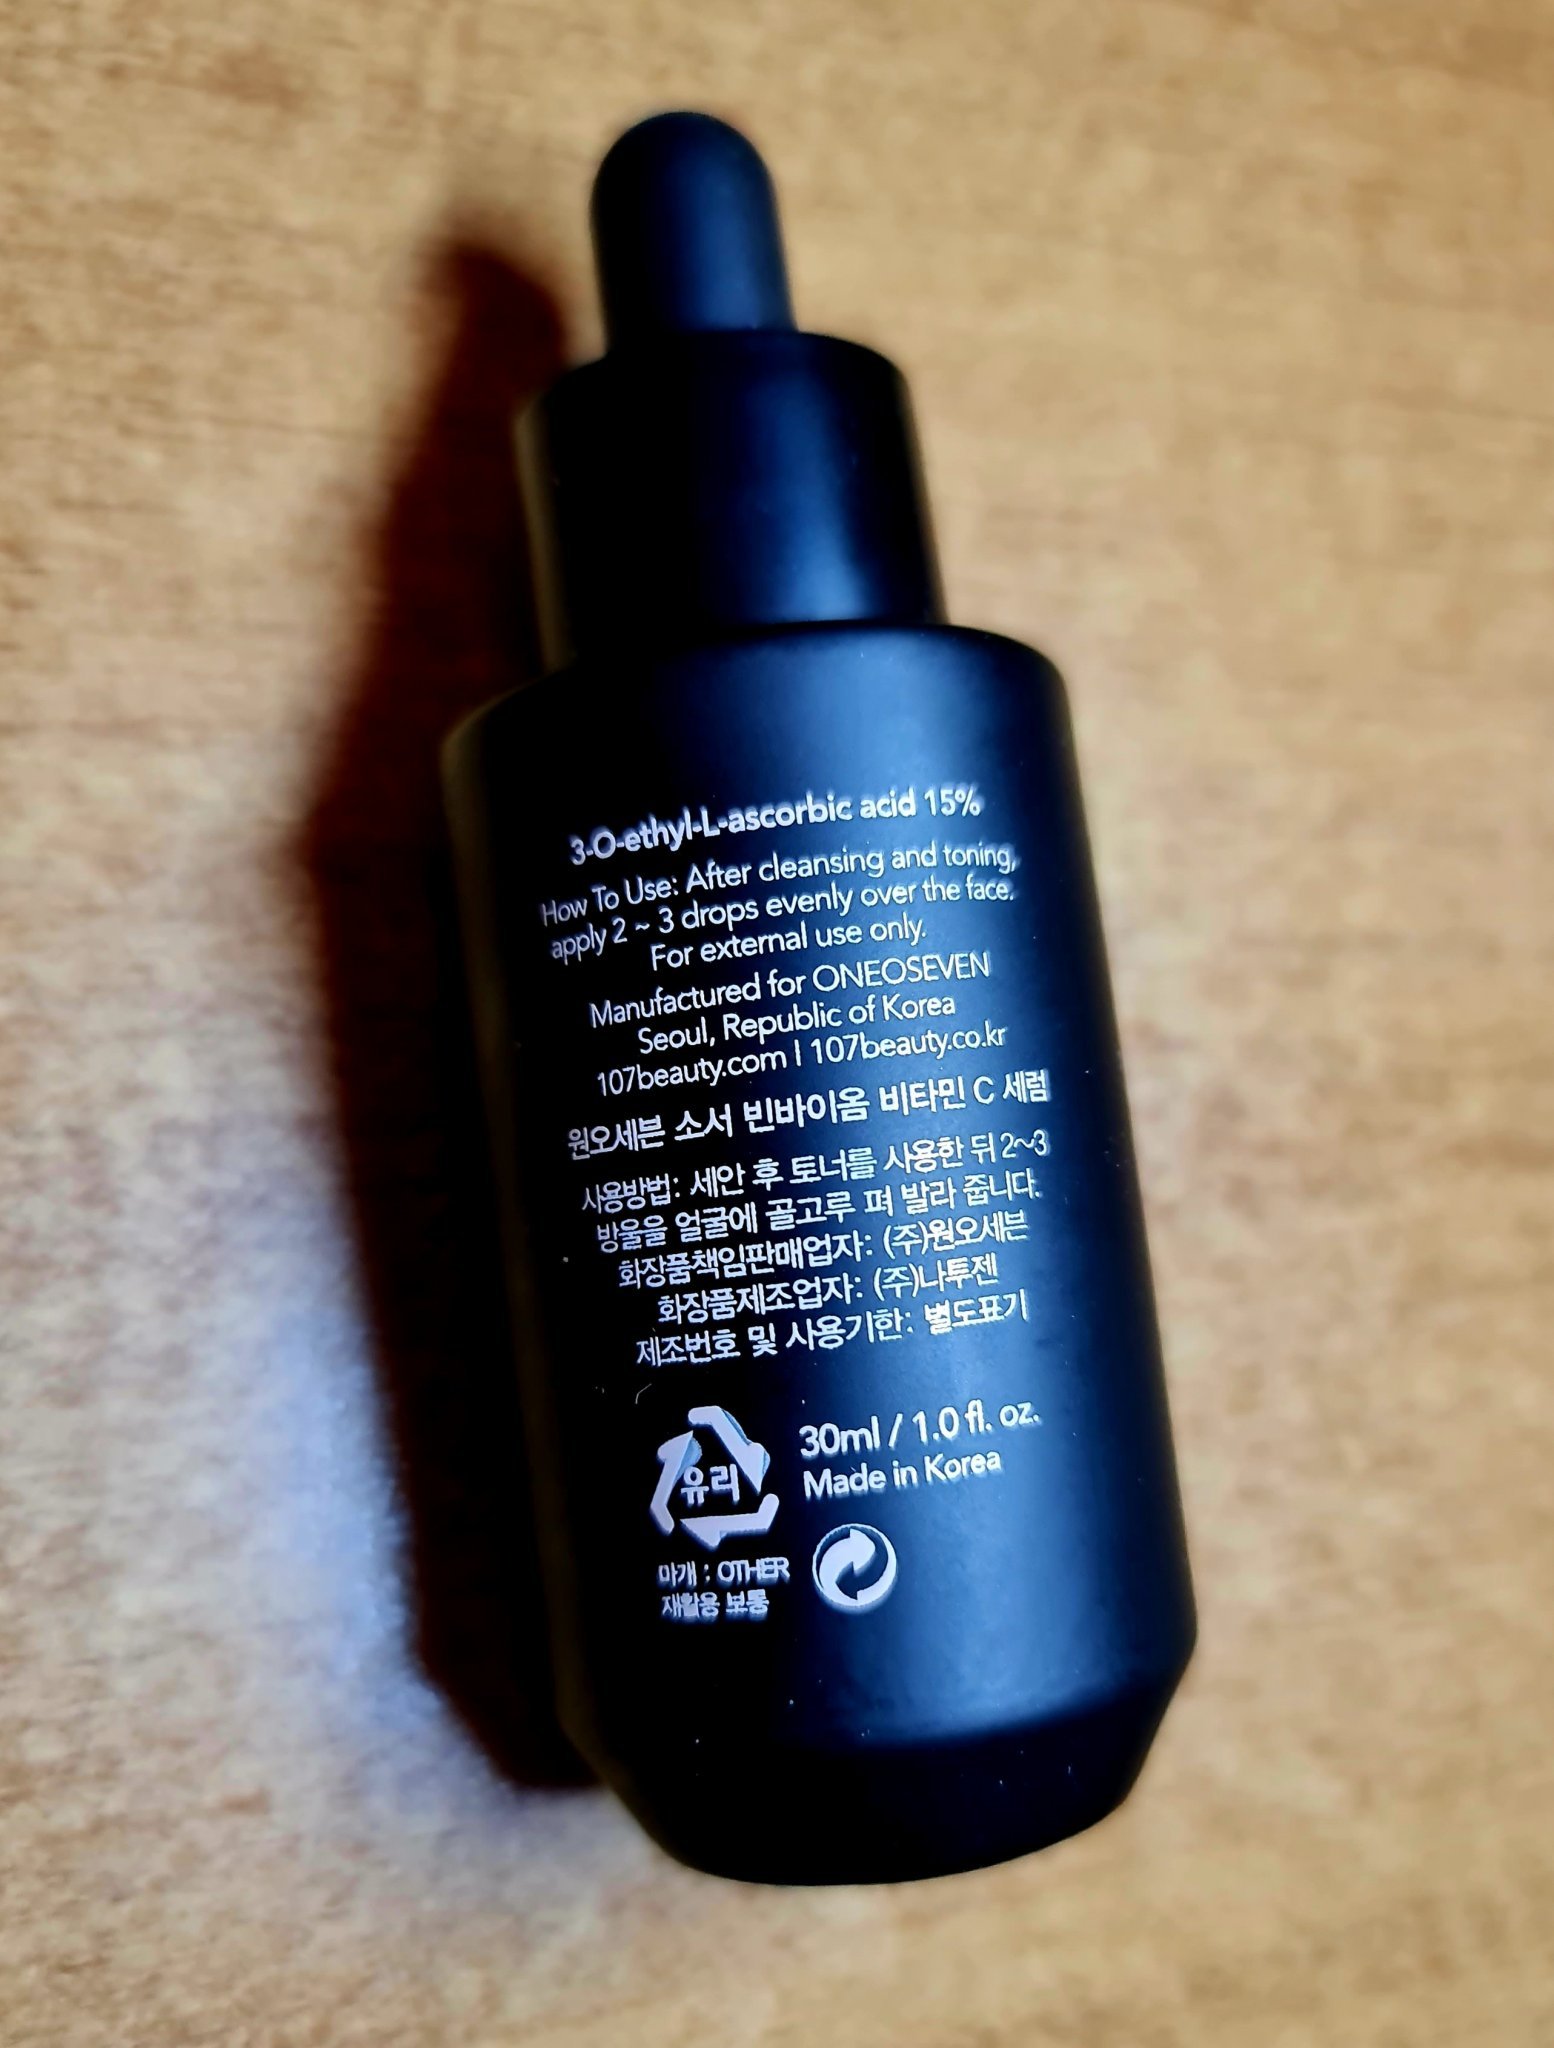 3-O-ethyl-L-ascorbic acid 15%
How To Use: After cleansing and toning,
apply 2 ~ 3 drops evenly over the face.
For external use only.
Manufactured for ONEOSEVEN
Seoul, Republic of Korea
107beauty.com | 107beauty.co.kr
원오세븐 소서 빈바이옴 비타민 C 세럼
사용방법: 세안 후 토너를 사용한 뒤 2~3
방울을 얼굴에 골고루 펴 발라 줍니다.
화장품책임판매업자: (주)원오세븐
화장품제조업자: (주)나투젠
제조번호 및 사용기한: 별도표기
유리
마개 : OTHER
재활용 보통
30ml / 1.0 fl. oz.
Made in Korea